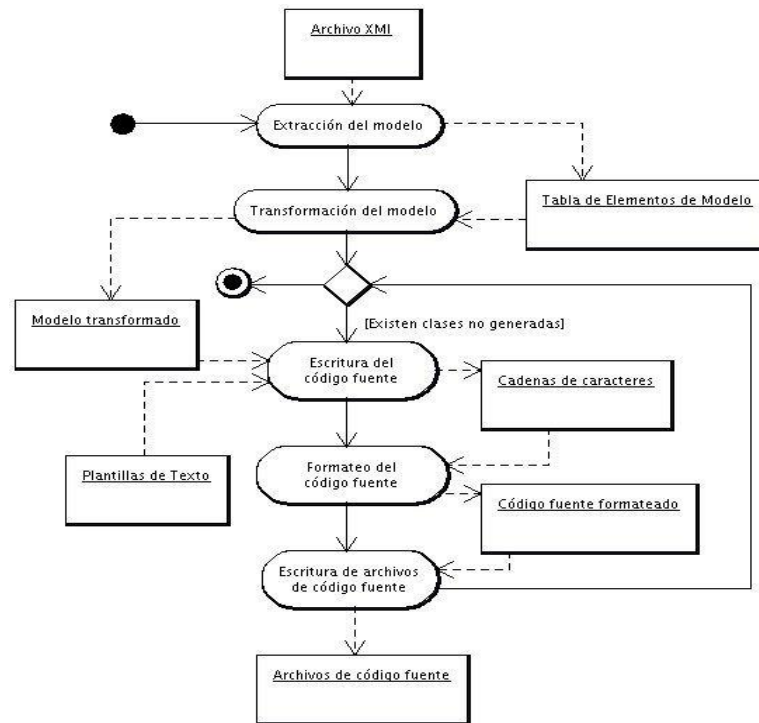 Archivo XMI
Extracción del modelo
Tabla de Elementos de Modelo
Transformación del modelo
Modelo transformado
[Existen clases no generadas]
Escritura del
código fuente
Cadenas de caracteres
Plantillas de Texto
Formateo del
código fuente
Código fuente formateado
Escritura de archivos
de código fuente
Archivos de código fuente